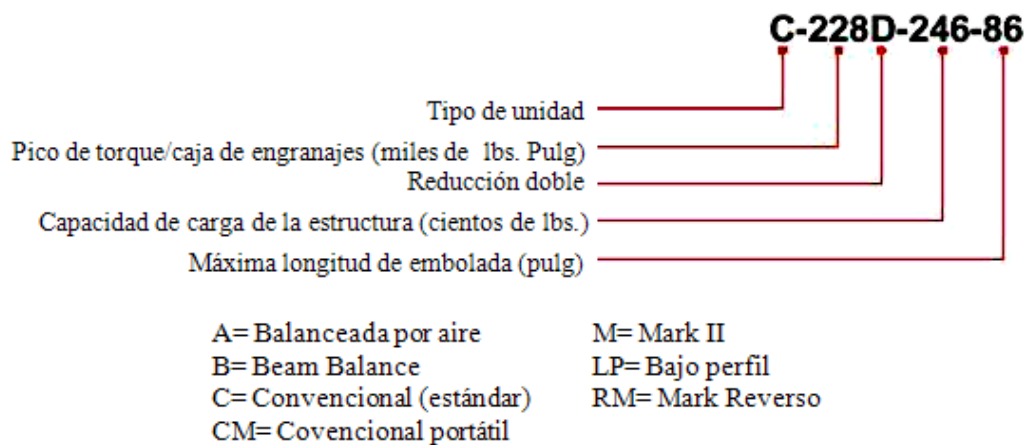 C-228D-246-86
Tipo de unidad
Pico de torque/caja de engranajes (miles de lbs. Pulg)
Reducción doble
Capacidad de carga de la estructura (cientos de lbs.)
Máxima longitud de embolada (pulg)
A= Balanceada por aire
B= Beam Balance
C= Convencional (estándar)
CM= Covencional portátil
M= Mark II
LP= Bajo perfil
RM= Mark Reverso